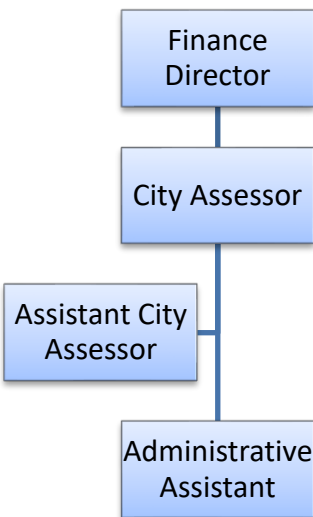 Finance
Director
City Assessor
Assistant City
Assessor
Administrative
Assistant